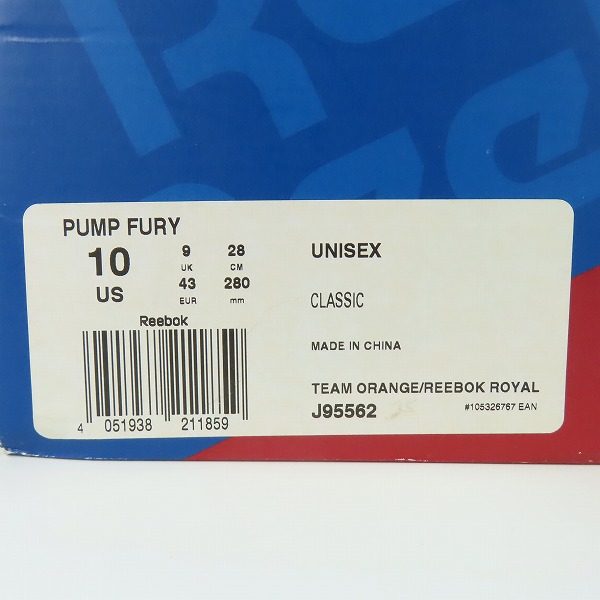 PUMP FURY
10 US
9 UK
28 CM
43 EUR
280 mm
UNISEX
CLASSIC
MADE IN CHINA
TEAM ORANGE/REEBOK ROYAL
J95562
#105326767 EAN
Reebok
4 051938 211859